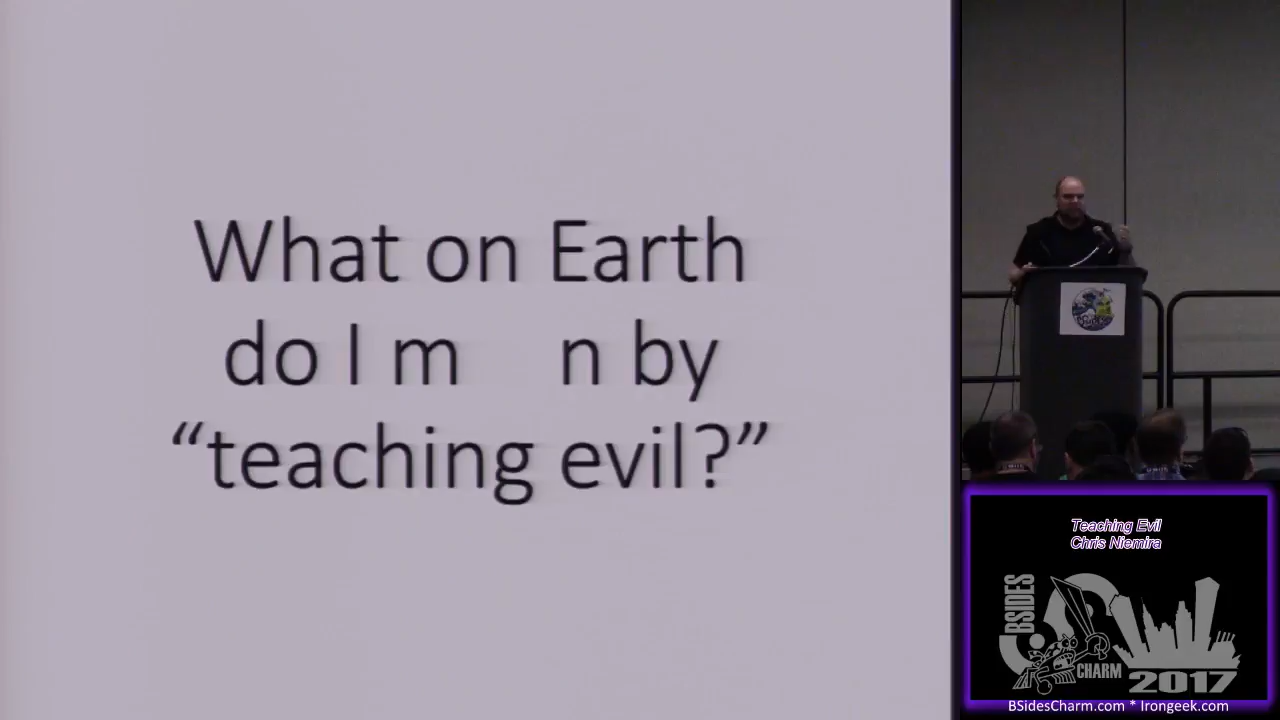 What on Earth
do I m n by
“teaching evil?”
Teaching Evil
Chris Niemira
BSIDES
CHARM
2017
BSidesCharm.com * Irongeek.com